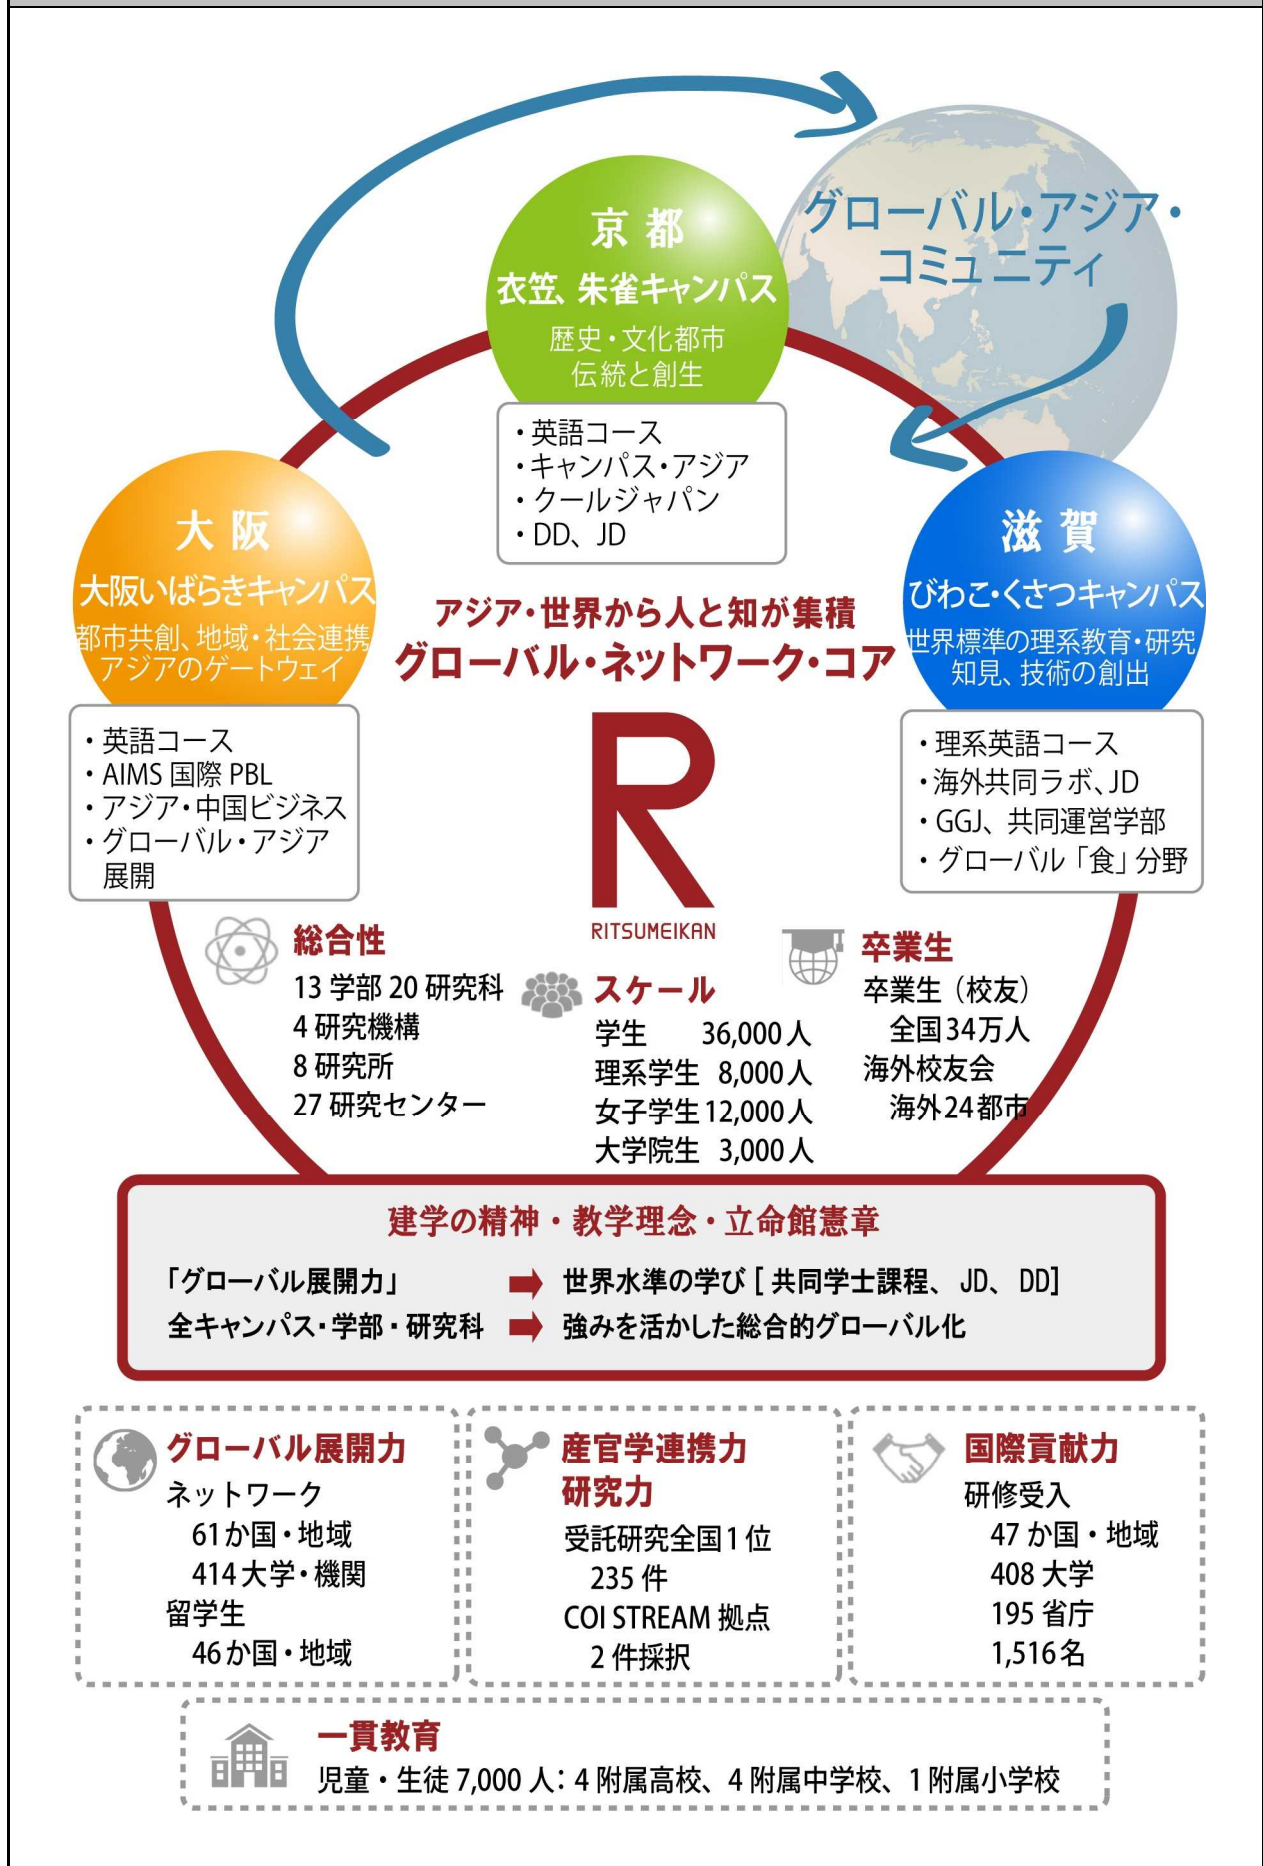 グローバル・アジア・
コミュニティ
京都
衣笠、朱雀キャンパス
歴史・文化都市
伝統と創生
・英語コース
・キャンパス・アジア
・クールジャパン
・DD、JD
大阪
大阪いばらきキャンパス
都市共創、地域・社会連携
アジアのゲートウェイ
・英語コース
・AIMS 国際 PBL
・アジア・中国ビジネス
・グローバル・アジア
展開
滋賀
びわこ・くさつキャンパス
世界標準の理系教育・研究
知見、技術の創出
・理系英語コース
・海外共同ラボ、JD
・GGJ、共同運営学部
・グローバル「食」分野
アジア・世界から人と知が集積
グローバル・ネットワーク・コア
R
RITSUMEIKAN
総合性
13 学部 20 研究科
4 研究機構
8 研究所
27 研究センター
スケール
学生 36,000人
理系学生 8,000人
女子学生 12,000人
大学院生 3,000人
卒業生
卒業生（校友）
全国34万人
海外校友会
海外24都市
建学の精神・教学理念・立命館憲章
「グローバル展開力」 ➡ 世界水準の学び [ 共同学士課程、JD、DD]
全キャンパス・学部・研究科 ➡ 強みを活かした総合的グローバル化
グローバル展開力
ネットワーク
61か国・地域
414大学・機関
留学生
46か国・地域
産官学連携力
研究力
受託研究全国1位
235 件
COI STREAM 拠点
2 件採択
国際貢献力
研修受入
47 か国・地域
408 大学
195 省庁
1,516名
一貫教育
児童・生徒 7,000 人：4 附属高校、4 附属中学校、1 附属小学校